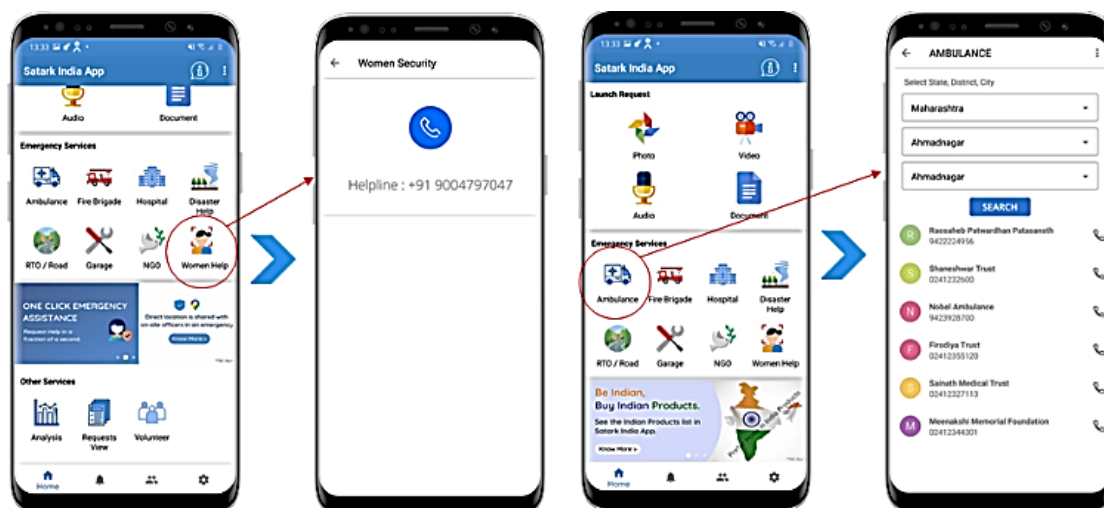 13:33
Satark India App
Audio
Document
Emergency Services
Ambulance
Fire Brigade
Hospital
Disaster Help
RTO / Road
Garage
NGO
Women Help
ONE CLICK EMERGENCY
ASSISTANCE
Request Help in a
fraction of a second.
Direct location is shared with
on-site officers in an emergency.
Know More >
Other Services
Analysis
Requests View
Volunteer
Home
Women Security
Helpline : +91 9004797047
13:33
Satark India App
Launch Request
Photo
Video
Audio
Document
Emergency Services
Ambulance
Fire Brigade
Hospital
Disaster Help
RTO / Road
Garage
NGO
Women Help
Be Indian,
Buy Indian Products.
See the Indian Products list in
Satark India App.
Know More >
Home
AMBULANCE
Select State, District, City
Maharashtra
Ahmadnagar
Ahmadnagar
SEARCH
R
Raosaheb Patwardhan Patasansth
9422224956
S
Shaneshwar Trust
0241232600
N
Nobel Ambulance
9423928700
F
Firodiya Trust
02412355120
S
Sainath Medical Trust
02412327113
M
Meenakshi Memorial Foundation
02412344301